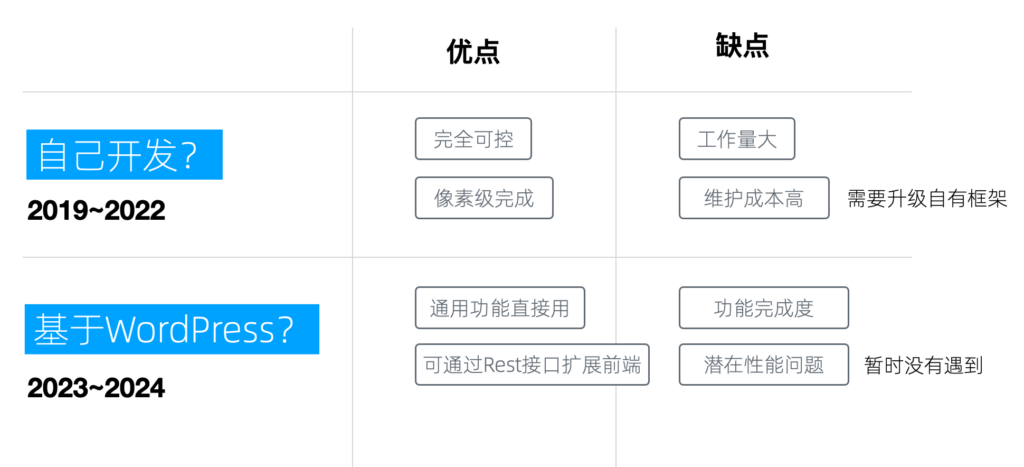 优点
缺点
自己开发？
2019~2022
完全可控
像素级完成
工作量大
维护成本高
需要升级自有框架
基于WordPress？
2023~2024
通用功能直接用
可通过Rest接口扩展前端
功能完成度
潜在性能问题
暂时没有遇到